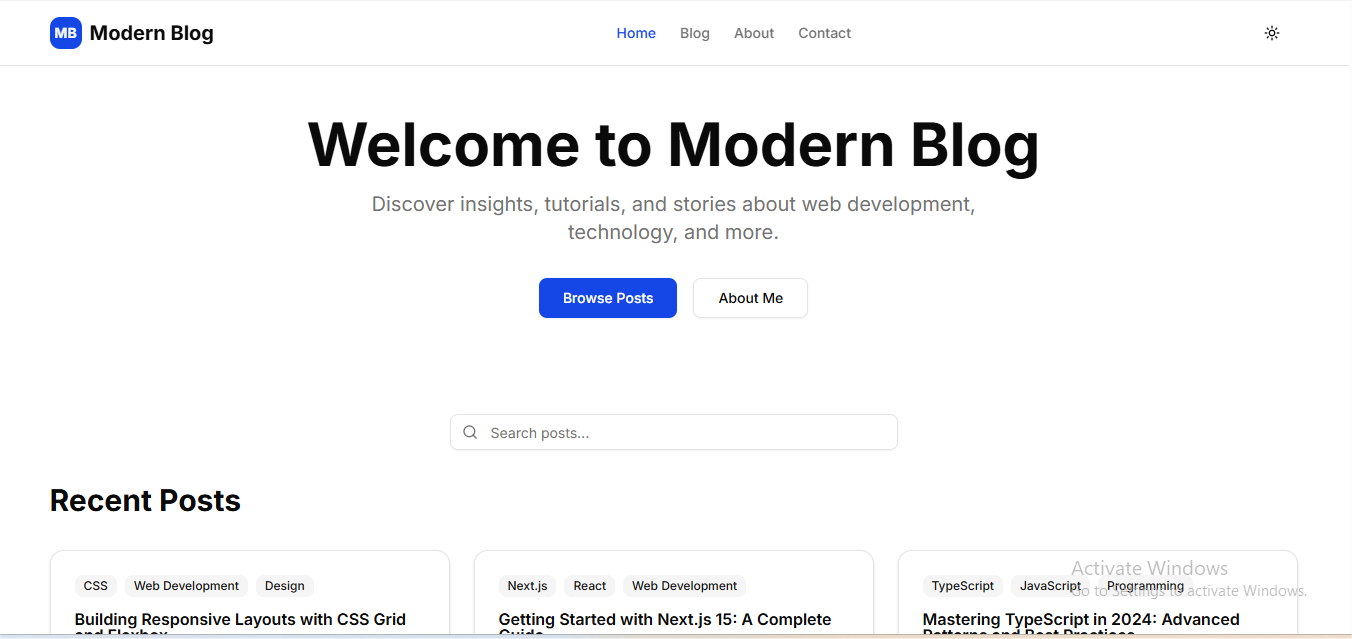 MB Modern Blog
Home Blog About Contact
Welcome to Modern Blog
Discover insights, tutorials, and stories about web development,
technology, and more.
Browse Posts About Me
Search posts...
Recent Posts
CSS Web Development Design
Building Responsive Layouts with CSS Grid
and Flexbox
Next.js React Web Development
Getting Started with Next.js 15: A Complete
Guide
TypeScript JavaScript Programming
Mastering TypeScript in 2024: Advanced
Patterns and Best Practices
Activate Windows
Go to Settings to activate Windows.